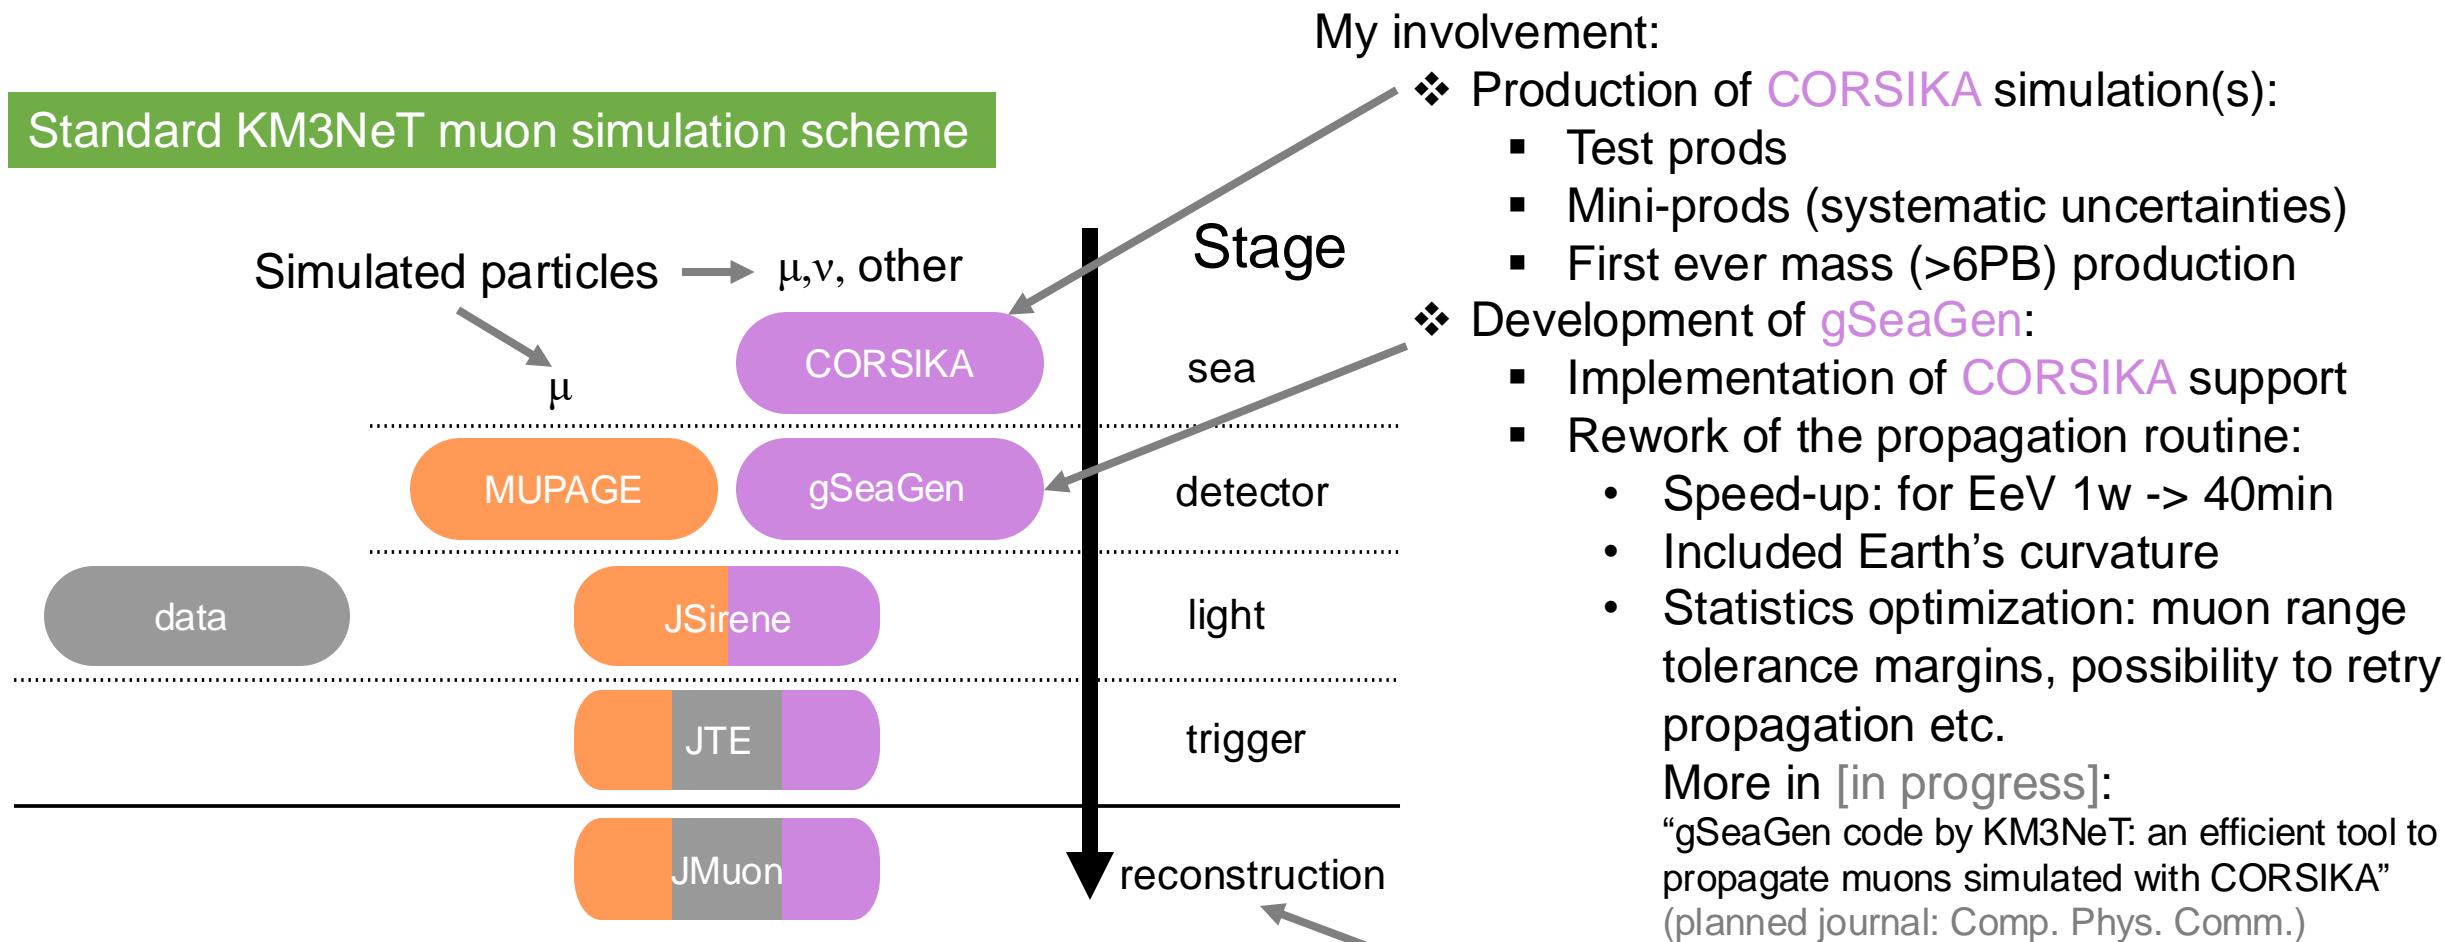 Standard KM3NeT muon simulation scheme
Simulated particles
μ,ν, other
μ
Stage
CORSIKA
sea
MUPAGE
gSeaGen
detector
data
JSirene
light
JTE
trigger
JMuon
reconstruction
My involvement:
❖ Production of CORSIKA simulation(s):
▪ Test prods
▪ Mini-prods (systematic uncertainties)
▪ First ever mass (>6PB) production
❖ Development of gSeaGen:
▪ Implementation of CORSIKA support
▪ Rework of the propagation routine:
• Speed-up: for EeV 1w -> 40min
• Included Earth’s curvature
• Statistics optimization: muon range
tolerance margins, possibility to retry
propagation etc.
More in [in progress]:
“gSeaGen code by KM3NeT: an efficient tool to
propagate muons simulated with CORSIKA”
(planned journal: Comp. Phys. Comm.)